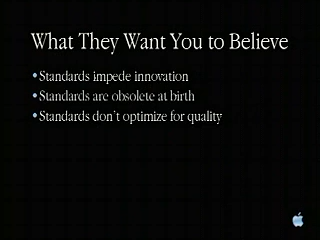 What They Want You to Believe
•Standards impede innovation
•Standards are obsolete at birth
•Standards don't optimize for quality